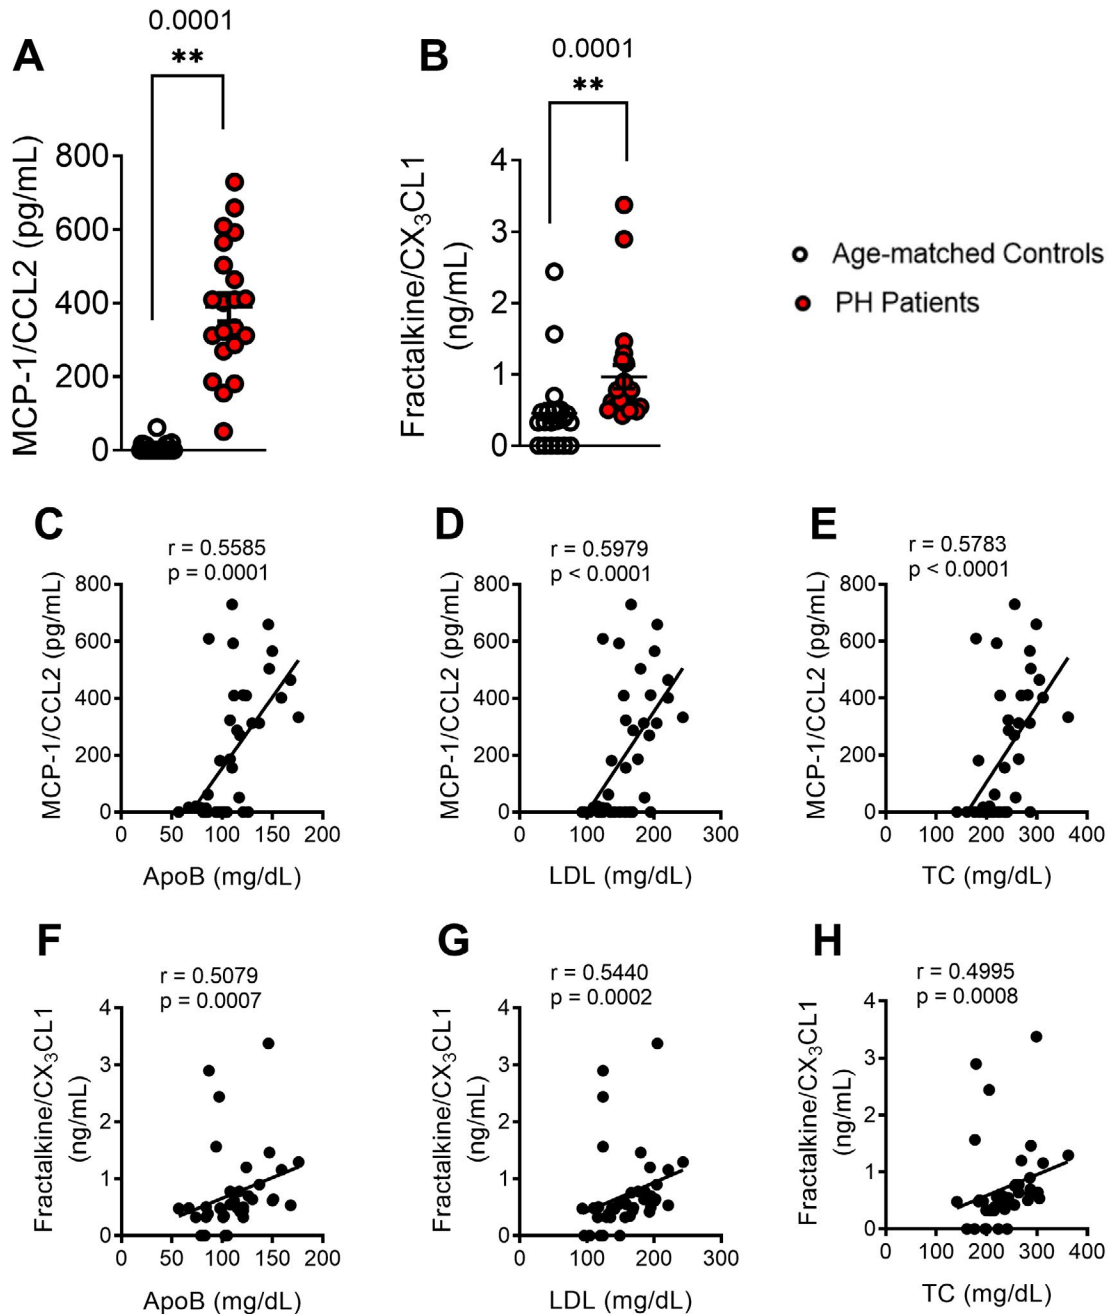 A
0.0001
**
MCP-1/CCL2 (pg/mL)
800
600
400
200
0
B
0.0001
**
Fractalkine/CX₃CL1
(ng/mL)
4
3
2
1
0
Age-matched Controls
PH Patients
C
r = 0.5585
p = 0.0001
MCP-1/CCL2 (pg/mL)
800
600
400
200
0
0 50 100 150 200
ApoB (mg/dL)
D
r = 0.5979
p < 0.0001
MCP-1/CCL2 (pg/mL)
800
600
400
200
0
0 100 200 300
LDL (mg/dL)
E
r = 0.5783
p < 0.0001
MCP-1/CCL2 (pg/mL)
800
600
400
200
0
0 100 200 300 400
TC (mg/dL)
F
r = 0.5079
p = 0.0007
Fractalkine/CX₃CL1
(ng/mL)
4
3
2
1
0
0 50 100 150 200
ApoB (mg/dL)
G
r = 0.5440
p = 0.0002
Fractalkine/CX₃CL1
(ng/mL)
4
3
2
1
0
0 100 200 300
LDL (mg/dL)
H
r = 0.4995
p = 0.0008
Fractalkine/CX₃CL1
(ng/mL)
4
3
2
1
0
0 100 200 300 400
TC (mg/dL)